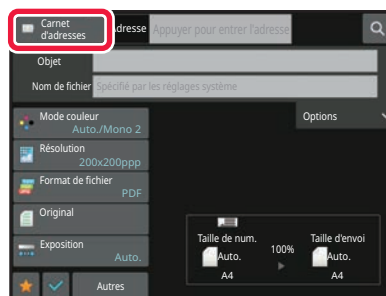 Carnet d'adresses
Adresse
Appuyer pour entrer l'adresse
Objet
Nom de fichier
Spécifié par les réglages système
Mode couleur
Auto./Mono 2
Options
Résolution
200x200ppp
Format de fichier
PDF
Original
Exposition
Auto.
Taille de num.
Auto.
A4
100%
Taille d'envoi
Auto.
A4
Autres